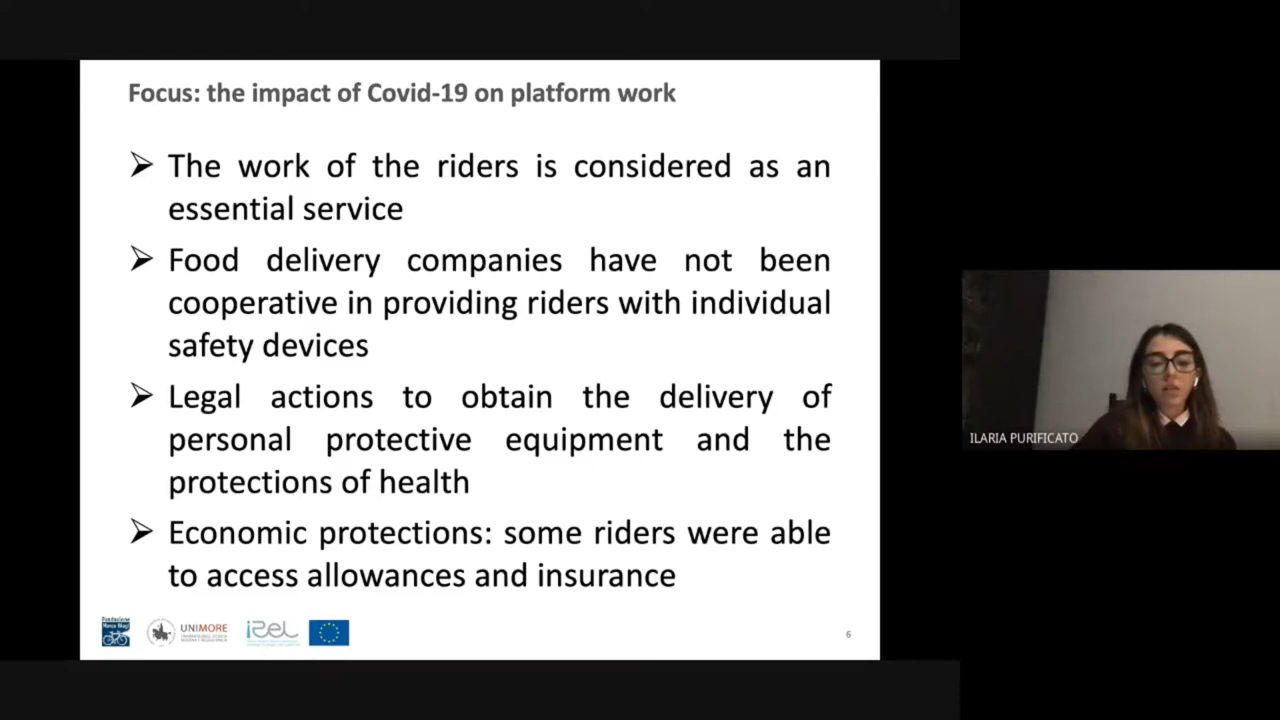 Focus: the impact of Covid-19 on platform work
➢ The work of the riders is considered as an
essential service
➢ Food delivery companies have not been
cooperative in providing riders with individual
safety devices
➢ Legal actions to obtain the delivery of
personal protective equipment and the
protections of health
➢ Economic protections: some riders were able
to access allowances and insurance
Fondazione
Marco Biagi
UNIMORE
6
ILARIA PURIFICATO